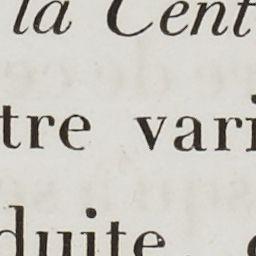 la Cent
tre vari
duite